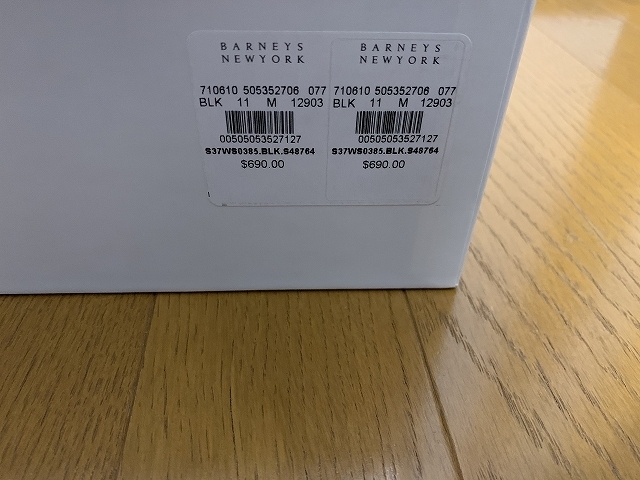 BARNEYS
NEWYORK
710610 505352706 077
BLK 11 M 12903
00505053527127
S37WS0385.BLK.S48764
$690.00
BARNEYS
NEWYORK
710610 505352706 077
BLK 11 M 12903
00505053527127
S37WS0385.BLK.S48764
$690.00